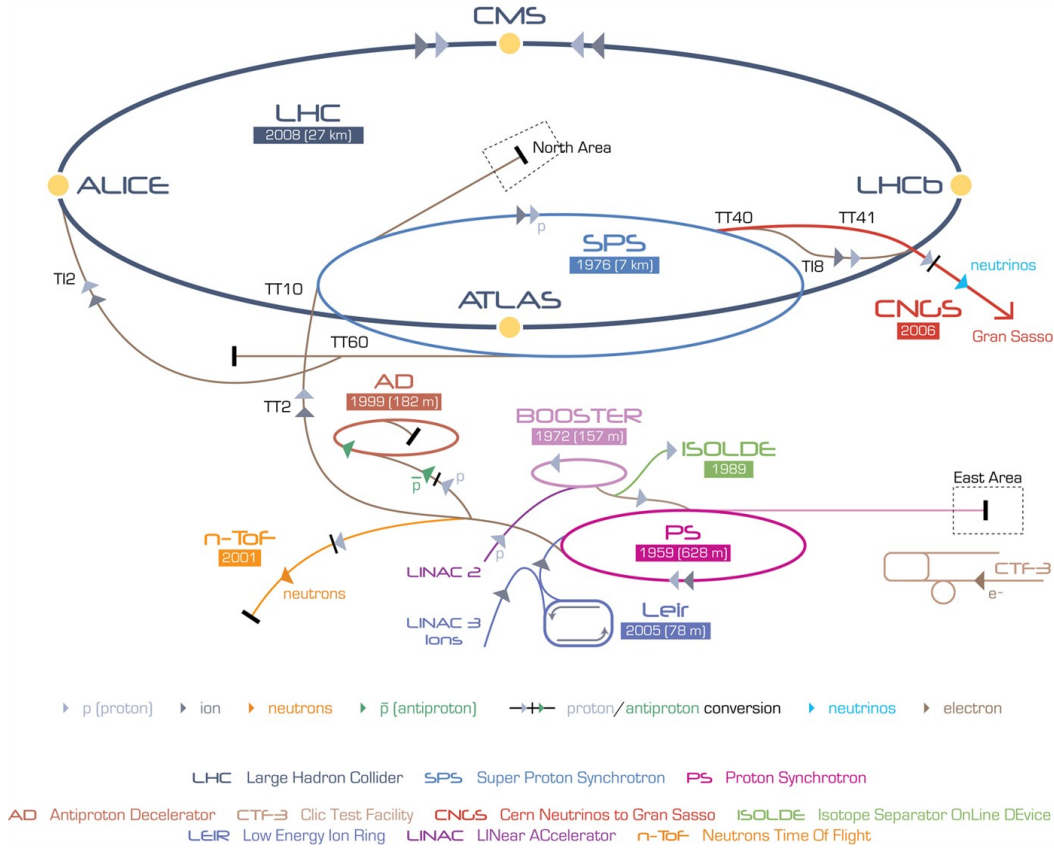 CMS
LHC
2008 (27 km)
North Area
ALICE
LHCb
TT40
TT41
p
SPS
1976 (7 km)
TI8
neutrinos
TI2
TT10
ATLAS
CNGS
2006
Gran Sasso
TT60
AD
1999 (182 m)
TT2
BOOSTER
1972 (157 m)
ISOLDE
1989
p̄
p
East Area
n-ToF
2001
PS
1959 (628 m)
LINAC 2
p
neutrons
CTF-3
e-
LINAC 3
Ions
Leir
2005 (78 m)
p (proton) ion neutrons p̄ (antiproton) proton/antiproton conversion neutrinos electron
LHC Large Hadron Collider SPS Super Proton Synchrotron PS Proton Synchrotron
AD Antiproton Decelerator CTF-3 Clic Test Facility CNGS Cern Neutrinos to Gran Sasso ISOLDE Isotope Separator OnLine DEvice
LEIR Low Energy Ion Ring LINAC LINear ACcelerator n-ToF Neutrons Time Of Flight